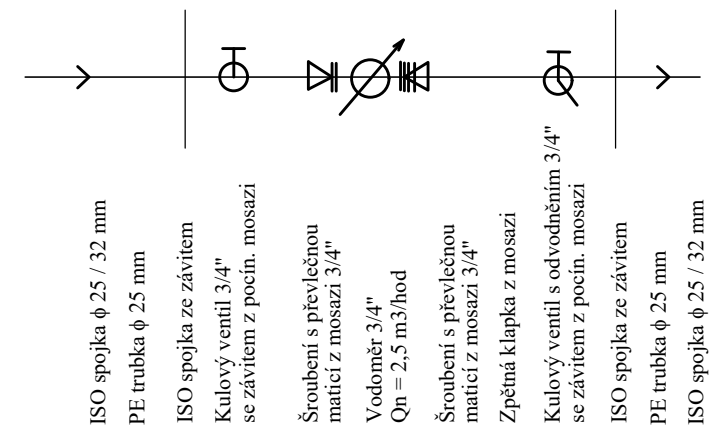 ISO spojka ϕ 25 / 32 mm
PE trubka ϕ 25 mm
ISO spojka ze závitem
Kulový ventil 3/4"
se závitem z pocín. mosazi
Šroubení s převlečnou
maticí z mosazi 3/4"
Vodoměr 3/4"
Qn = 2,5 m3/hod
Šroubení s převlečnou
maticí z mosazi 3/4"
Zpětná klapka z mosazi
Kulový ventil s odvodněním 3/4"
se závitem z pocín. mosazi
ISO spojka ze závitem
PE trubka ϕ 25 mm
ISO spojka ϕ 25 / 32 mm